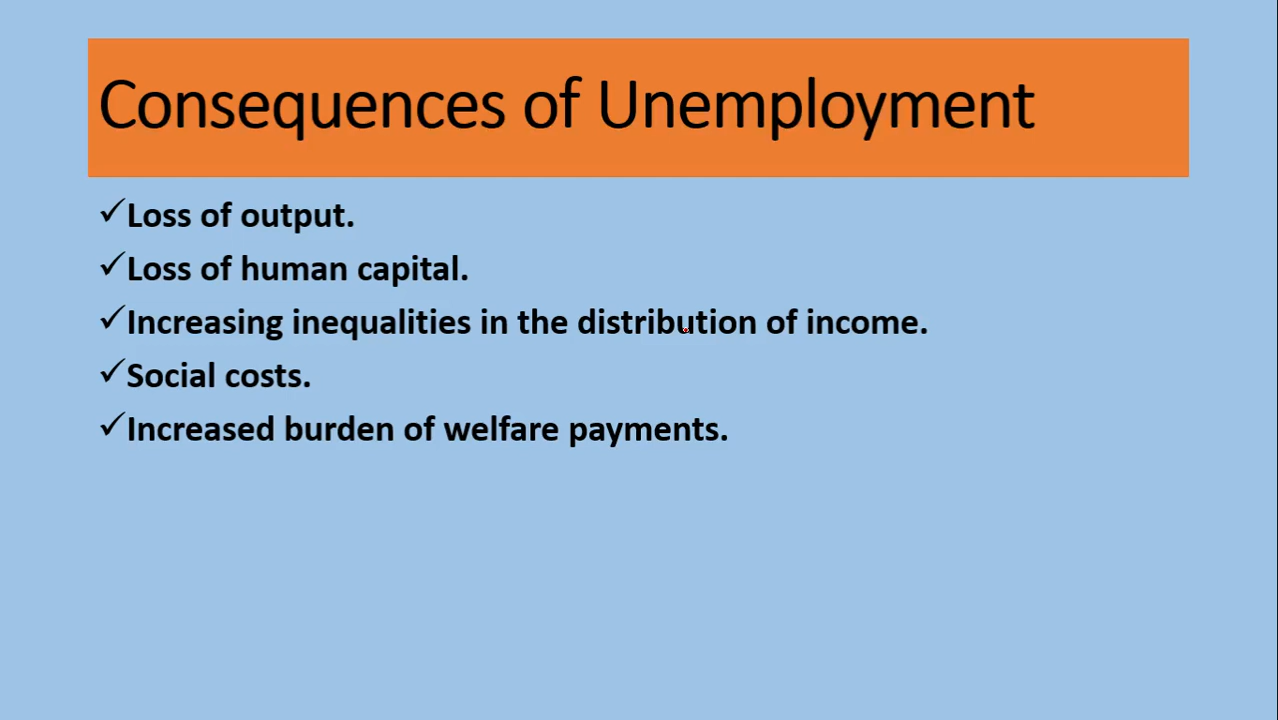 Consequences of Unemployment
✓Loss of output.
✓Loss of human capital.
✓Increasing inequalities in the distribution of income.
✓Social costs.
✓Increased burden of welfare payments.